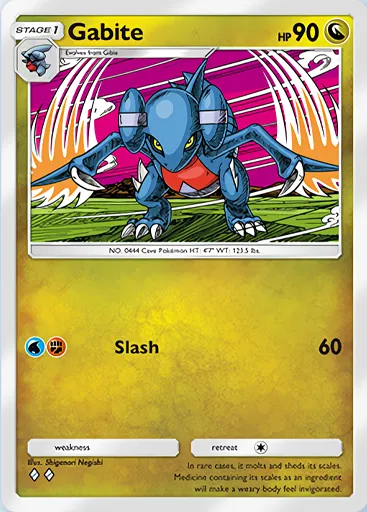 STAGE 1
Gabite
HP 90
Evolves from Gible
NO. 0444 Cave Pokémon HT: 4'7" WT: 123.5 lbs.
Slash 60
weakness
retreat
Illus. Shigenori Negishi
In rare cases, it molts and sheds its scales.
Medicine containing its scales as an ingredient
will make a weary body feel invigorated.